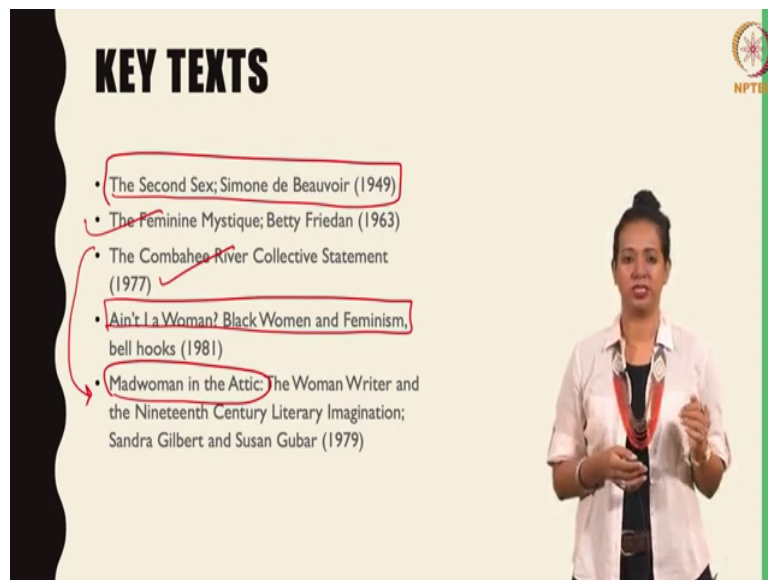 KEY TEXTS
NPTE
• The Second Sex; Simone de Beauvoir (1949)
• The Feminine Mystique; Betty Friedan (1963)
• The Combahee River Collective Statement
(1977)
• Ain't I a Woman? Black Women and Feminism,
bell hooks (1981)
• Madwoman in the Attic: The Woman Writer and
the Nineteenth Century Literary Imagination;
Sandra Gilbert and Susan Gubar (1979)